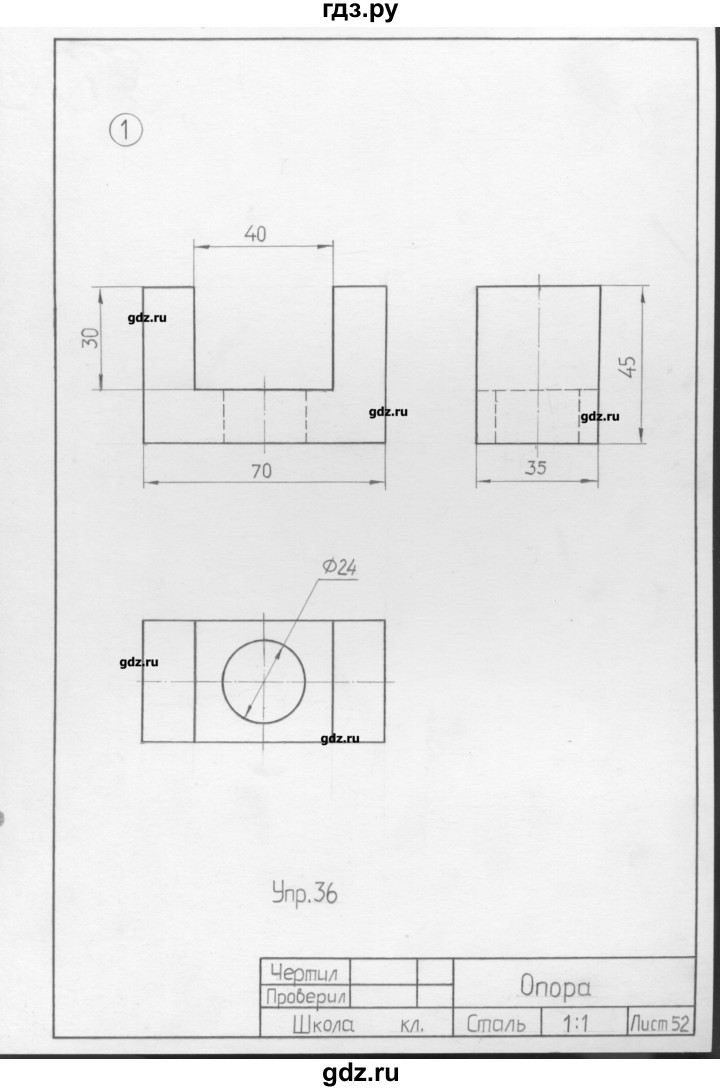 гдз.ру
1
40
30
gdz.ru
gdz.ru
45
gdz.ru
70
35
Ф24
gdz.ru
gdz.ru
Упр.36
Чертил
Проверил
Опора
Школа кл.
Сталь
1:1
Лист 52
gdz.ru